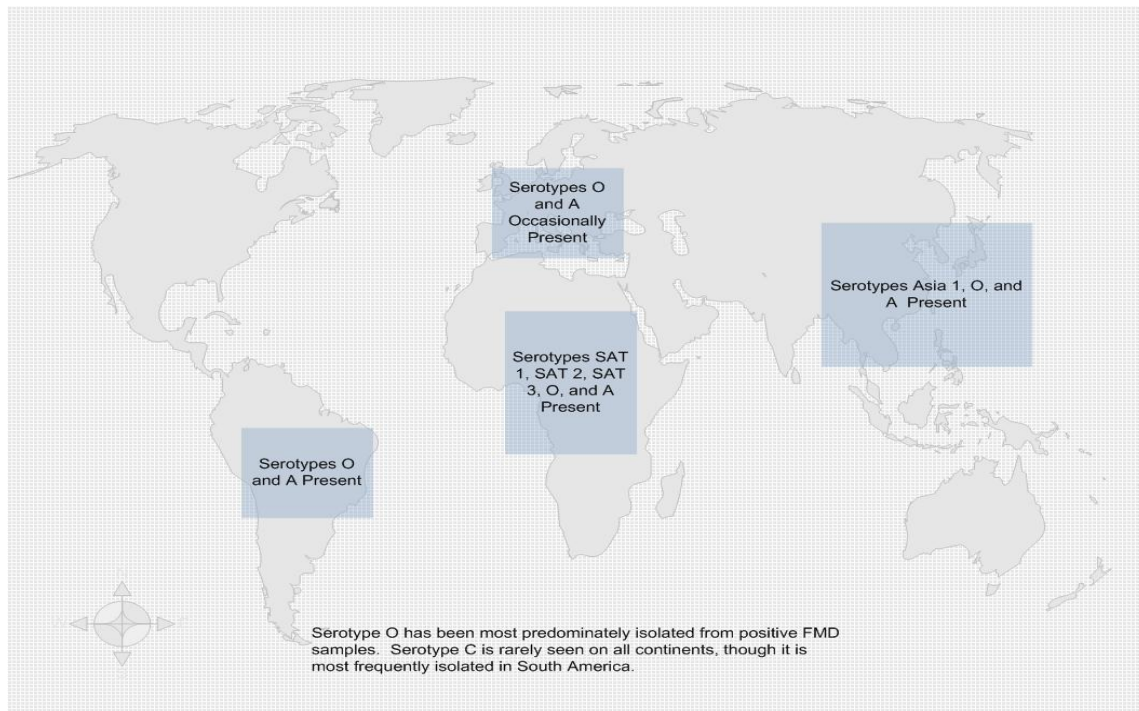 Serotypes O
and A
Occasionally
Present
Serotypes Asia 1, O, and
A Present
Serotypes SAT
1, SAT 2, SAT
3, O, and A
Present
Serotypes O
and A Present
Serotype O has been most predominately isolated from positive FMD
samples. Serotype C is rarely seen on all continents, though it is
most frequently isolated in South America.